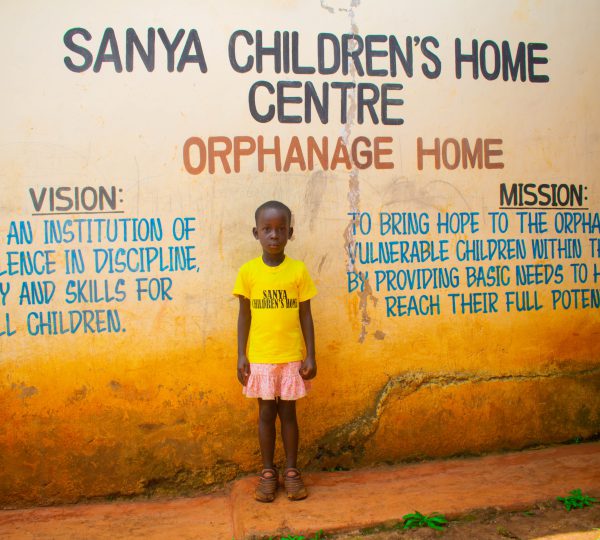 SANYA CHILDREN'S HOME
CENTRE
ORPHANAGE HOME
VISION:
AN INSTITUTION OF
LENCE IN DISCIPLINE,
Y AND SKILLS FOR
LL CHILDREN.
MISSION:
TO BRING HOPE TO THE ORPHA
VULNERABLE CHILDREN WITHIN TH
BY PROVIDING BASIC NEEDS TO H
REACH THEIR FULL POTEN
SANYA
CHILDREN'S HOME